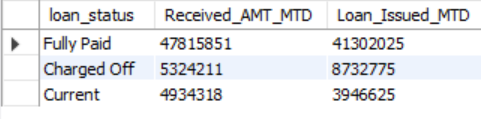 loan_status Received_AMT_MTD Loan_Issued_MTD
Fully Paid 47815851 41302025
Charged Off 5324211 8732775
Current 4934318 3946625